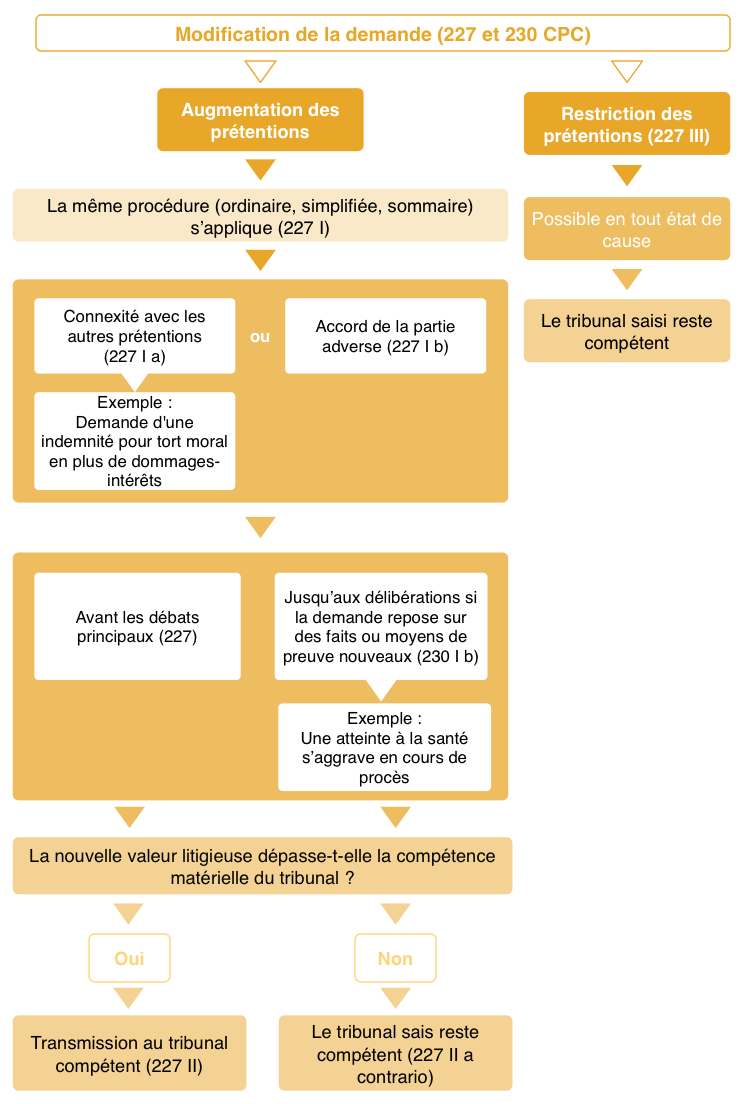 Modification de la demande (227 et 230 CPC)
Augmentation des
prétentions
Restriction des
prétentions (227 III)
La même procédure (ordinaire, simplifiée, sommaire)
s’applique (227 I)
Possible en tout état de
cause
Connexité avec les
autres prétentions
(227 I a)
ou
Accord de la partie
adverse (227 I b)
Le tribunal saisi reste
compétent
Exemple :
Demande d'une
indemnité pour tort moral
en plus de dommages-
intérêts
Avant les débats
principaux (227)
Jusqu’aux délibérations si
la demande repose sur
des faits ou moyens de
preuve nouveaux (230 I b)
Exemple :
Une atteinte à la santé
s’aggrave en cours de
procès
La nouvelle valeur litigieuse dépasse-t-elle la compétence
matérielle du tribunal ?
Oui
Non
Transmission au tribunal
compétent (227 II)
Le tribunal sais reste
compétent (227 II a
contrario)